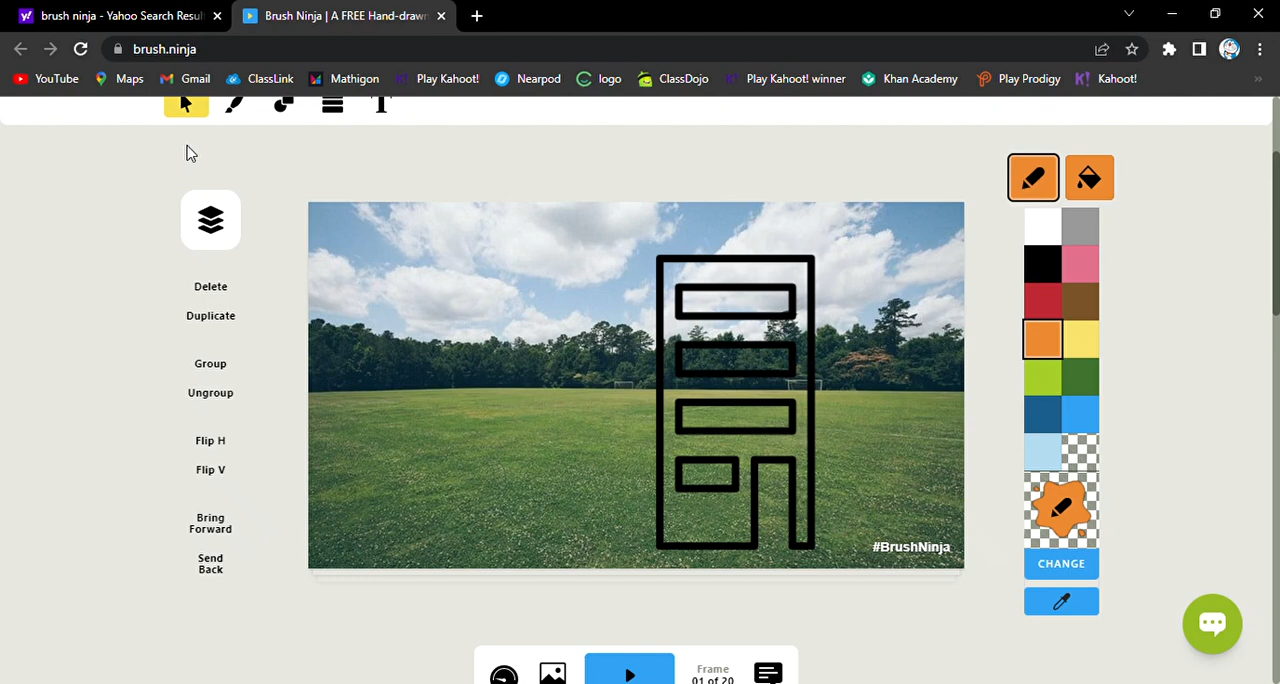 brush ninja - Yahoo Search Resul
Brush Ninja | A FREE Hand-drawn
brush.ninja
YouTube
Maps
Gmail
ClassLink
Mathigon
Play Kahoot!
Nearpod
logo
ClassDojo
Play Kahoot! winner
Khan Academy
Play Prodigy
K! Kahoot!
T
Delete
Duplicate
Group
Ungroup
Flip H
Flip V
Bring
Forward
Send
Back
#BrushNinja
CHANGE
Frame
01 of 20